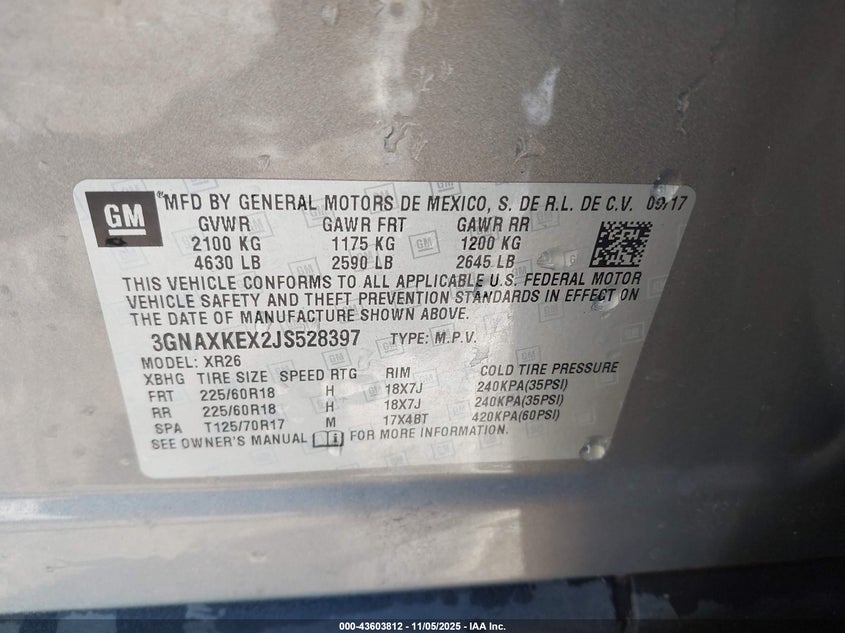 GM
®MFD BY GENERAL MOTORS DE MEXICO, S. DE R.L. DE C.V. 09/17
GVWR GAWR FRT GAWR RR
2100 KG 1175 KG 1200 KG
4630 LB 2590 LB 2645 LB
THIS VEHICLE CONFORMS TO ALL APPLICABLE U.S. FEDERAL MOTOR
VEHICLE SAFETY AND THEFT PREVENTION STANDARDS IN EFFECT ON
THE DATE OF MANUFACTURE SHOWN ABOVE.
3GNAXKEX2JS528397 TYPE: M.P.V.
MODEL: XR26
XBHG TIRE SIZE SPEED RTG RIM COLD TIRE PRESSURE
FRT 225/60R18 H 18X7J 240KPA(35PSI)
RR 225/60R18 H 18X7J 240KPA(35PSI)
SPA T125/70R17 M 17X4BT 420KPA(60PSI)
SEE OWNER'S MANUAL FOR MORE INFORMATION.
000-43603812 - 11/05/2025 - IAA Inc.